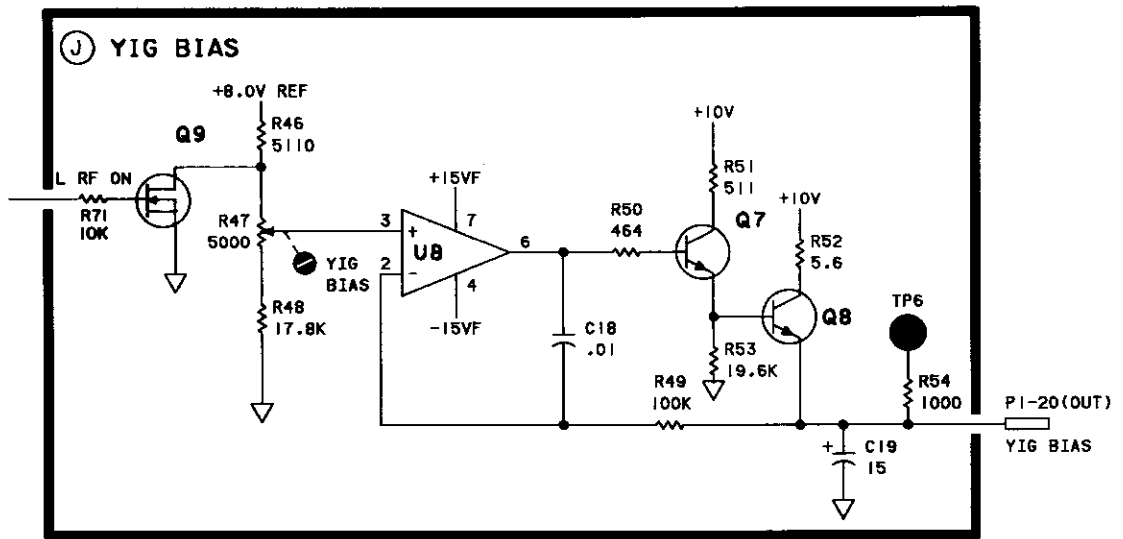 J YIG BIAS
+8.0V REF
R46
5110
Q9
L RF ON
R71
10K
R47
5000
YIG
BIAS
R48
17.8K
+15VF
3
+
7
U8
2
-
4
6
-15VF
C18
.01
R50
464
+10V
R51
511
Q7
+10V
R52
5.6
Q8
R53
19.6K
R49
100K
TP6
R54
1000
+
C19
15
P1-20(OUT)
YIG BIAS